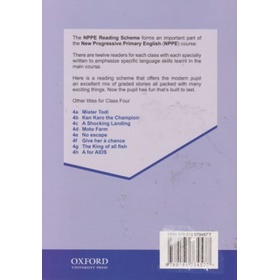 The NPPE Reading Scheme forms an important part of
the New Progressive Primary English (NPPE) course.
There are twelve readers for each class with each specially
written to emphasize specific language skills learnt in the
main course.
Here is a reading scheme that offers the modern pupil an
excellent mix of graded stories all packed with many
exciting things. Now the pupil has fun that's built to last.
Other titles for Class Four
4a Mister Todi
4b Ken Karo the Champion
4c A Shocking Landing
4d Moto Farm
4e No escape
4f Give her a chance
4g The King of all fish
4h A for AIDS
OXFORD
UNIVERSITY PRESS